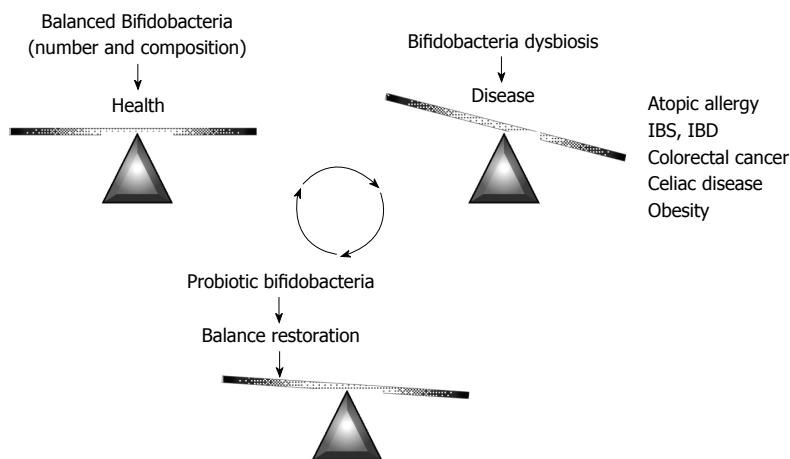 Balanced Bifidobacteria
(number and composition)
Health
Bifidobacteria dysbiosis
Disease
Atopic allergy
IBS, IBD
Colorectal cancer
Celiac disease
Obesity
Probiotic bifidobacteria
Balance restoration